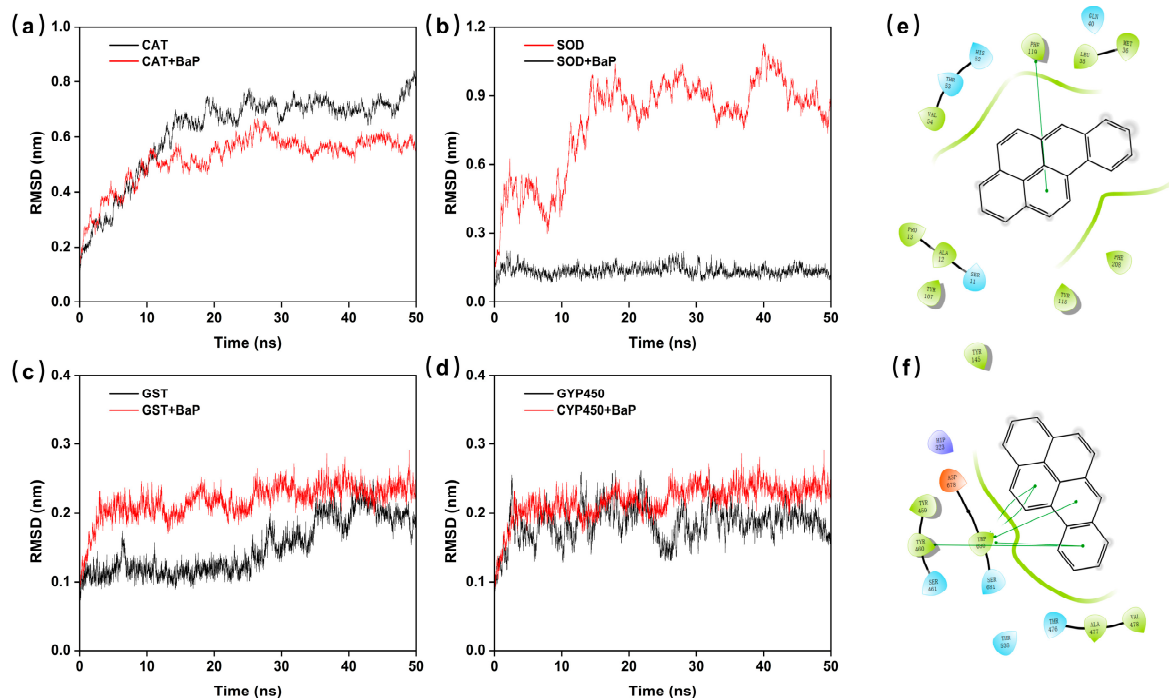 (a)
1.0
0.8
0.6
0.4
0.2
0.0
RMSD (nm)
CAT
CAT+BaP
0 10 20 30 40 50
Time (ns)
(b)
1.2
0.9
0.6
0.3
0.0
RMSD (nm)
SOD
SOD+BaP
0 10 20 30 40 50
Time (ns)
(e)
GLN
40
PHE
110
LEU
MET
36
HIS
52
THR
53
VAL
54
PRO
13
ALA
12
SER
11
TYR
107
PHE
208
TYR
(c)
0.4
0.3
0.2
0.1
0.0
RMSD (nm)
GST
GST+BaP
0 10 20 30 40 50
Time (ns)
(d)
0.4
0.3
0.2
0.1
0.0
RMSD (nm)
GYP450
CYP450+BaP
0 10 20 30 40 50
Time (ns)
(f)
TYR
ASP
678
TYR
459
TYR
460
SER
461
SER
THR
ALA
477
VAL
479